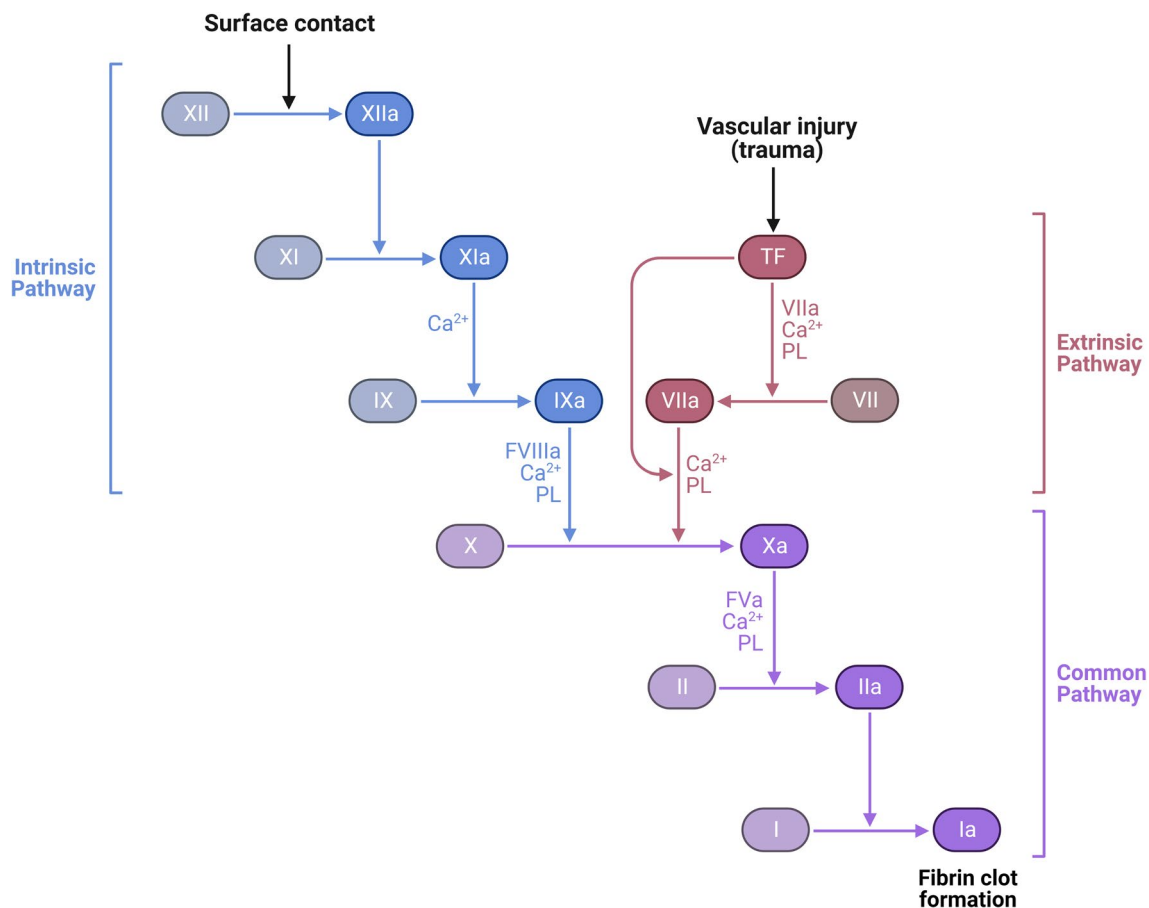 Surface contact
XII
XIIa
Vascular injury
(trauma)
Intrinsic
Pathway
XI
XIa
TF
Ca²⁺
VIIa
Ca²⁺
PL
Extrinsic
Pathway
IX
IXa
VIIa
VII
FVIIIa
Ca²⁺
PL
Ca²⁺
PL
X
Xa
FVa
Ca²⁺
PL
Common
Pathway
II
IIa
I
Ia
Fibrin clot
formation